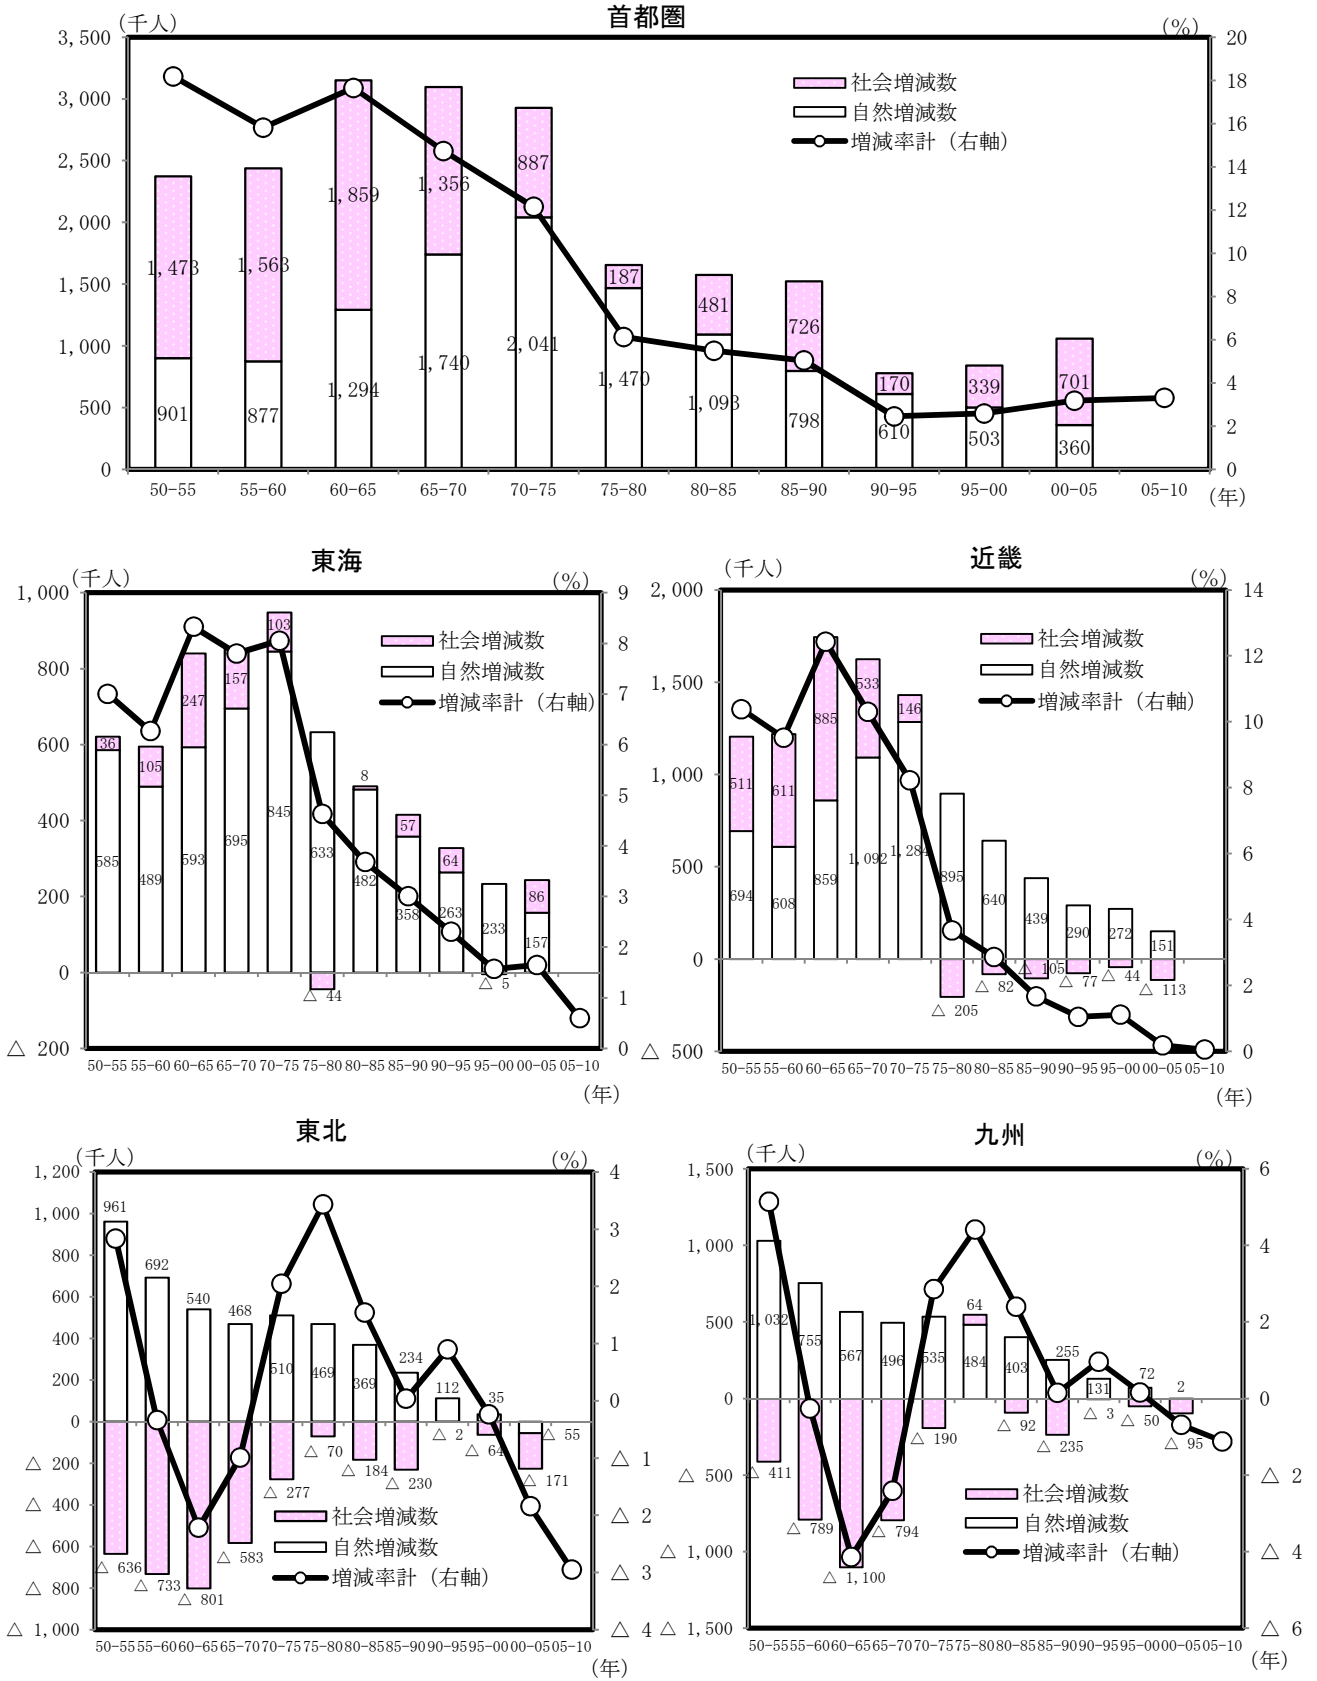 首都圏
(千人) (%)
3,500 20
18
3,000
16
2,500
14
2,000 12
10
1,500
8
1,000 6
4
500
2
0 0
社会増減数
自然増減数
増減率計（右軸）
1,473 1,563 1,859 1,356 887 187 481 726 170 339 701
901 877 1,294 1,740 2,041 1,470 1,093 798 610 503 360
50-55 55-60 60-65 65-70 70-75 75-80 80-85 85-90 90-95 95-00 00-05 05-10
(年)
東海
(千人) (%)
1,000 9
8
800
7
600 6
5
400
4
200 3
2
0
1
△ 200 0
社会増減数
自然増減数
増減率計（右軸）
36 105 247 157 103 △ 44 8 57 64 △ 5 86
585 489 593 695 845 633 482 358 263 233 157
50-55 55-60 60-65 65-70 70-75 75-80 80-85 85-90 90-95 95-00 00-05 05-10
(年)
近畿
(千人) (%)
2,000 14
12
1,500
10
1,000
8
6
500
4
0
2
△ 500 0
社会増減数
自然増減数
増減率計（右軸）
511 611 885 533 146 △ 205 △ 82 △ 105 △ 77 △ 44 △ 113
694 608 859 1,092 1,284 895 640 439 290 272 151
50-55 55-60 60-65 65-70 70-75 75-80 80-85 85-90 90-95 95-00 00-05 05-10
(年)
東北
(千人) (%)
1,200 4
1,000
3
800
600 2
400
1
200
0 0
△ 200
△ 1
△ 400
△ 2
△ 600
△ 3
△ 800
△ 1,000 △ 4
961 692 540 468 510 469 369 234 112 35 △ 55
△ 636 △ 733 △ 801 △ 583 △ 277 △ 70 △ 184 △ 230 △ 2 △ 64 △ 171
社会増減数
自然増減数
増減率計（右軸）
50-55 55-60 60-65 65-70 70-75 75-80 80-85 85-90 90-95 95-00 00-05 05-10
(年)
九州
(千人) (%)
1,500 6
1,000 4
500 2
0 0
△ 500 △ 2
△ 1,000 △ 4
△ 1,500 △ 6
1,032 755 567 496 535 484 403 255 131 72 2
△ 411 △ 789 △ 1,100 △ 794 △ 190 64 △ 92 △ 235 △ 3 △ 50 △ 95
社会増減数
自然増減数
増減率計（右軸）
50-55 55-60 60-65 65-70 70-75 75-80 80-85 85-90 90-95 95-00 00-05 05-10
(年)